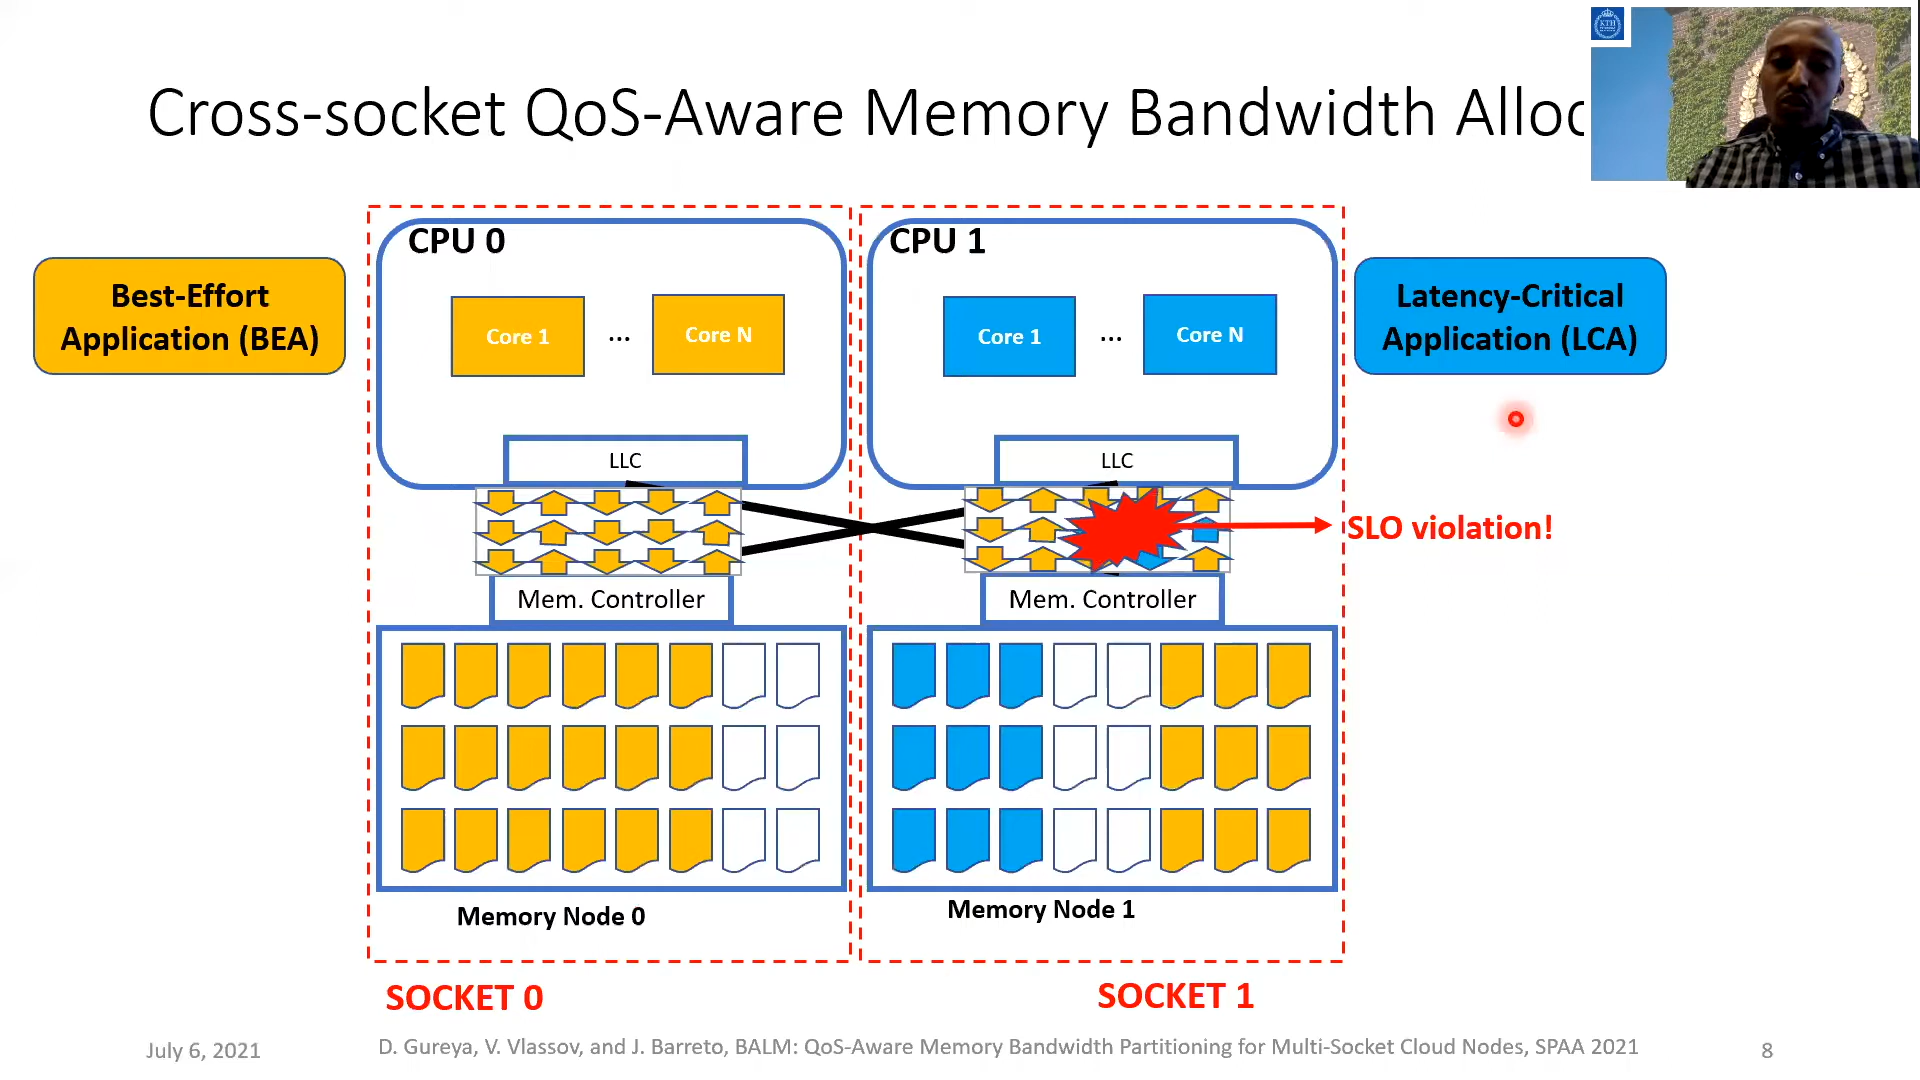 KTH
Cross-socket QoS-Aware Memory Bandwidth Alloc
CPU 0
CPU 1
Best-Effort
Application (BEA)
Latency-Critical
Application (LCA)
Core 1
...
Core N
Core 1
...
Core N
LLC
LLC
SLO violation!
Mem. Controller
Mem. Controller
Memory Node 0
Memory Node 1
SOCKET 0
SOCKET 1
July 6, 2021
D. Gureya, V. Vlassov, and J. Barreto, BALM: QoS-Aware Memory Bandwidth Partitioning for Multi-Socket Cloud Nodes, SPAA 2021
8